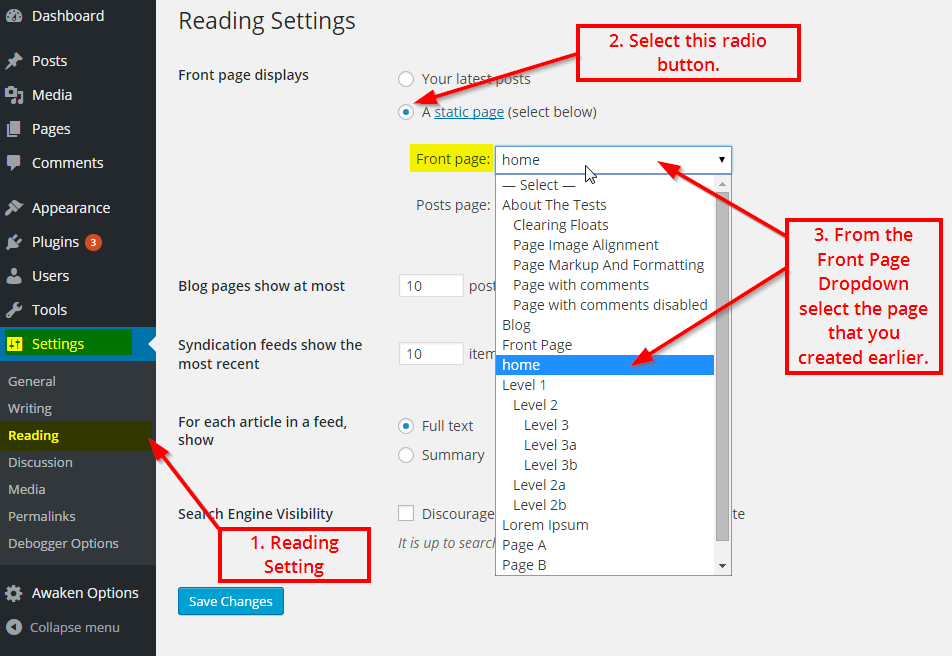 Dashboard
Posts
Media
Pages
Comments
Appearance
Plugins 3
Users
Tools
Settings
General
Writing
Reading
Discussion
Media
Permalinks
Debugger Options
Awaken Options
Collapse menu
Reading Settings
Front page displays
Your latest posts
A static page (select below)
Front page: home
Posts page:
— Select —
About The Tests
Clearing Floats
Page Image Alignment
Page Markup And Formatting
Page with comments
Page with comments disabled
Blog
Front Page
home
Level 1
Level 2
Level 3
Level 3a
Level 3b
Level 2a
Level 2b
Lorem Ipsum
Page A
Page B
Blog pages show at most
10
Syndication feeds show the
most recent
10
For each article in a feed,
show
Full text
Summary
Search Engine Visibility
Discourage
It is up to
Save Changes
1. Reading
Setting
2. Select this radio
button.
3. From the
Front Page
Dropdown
select the page
that you
created earlier.